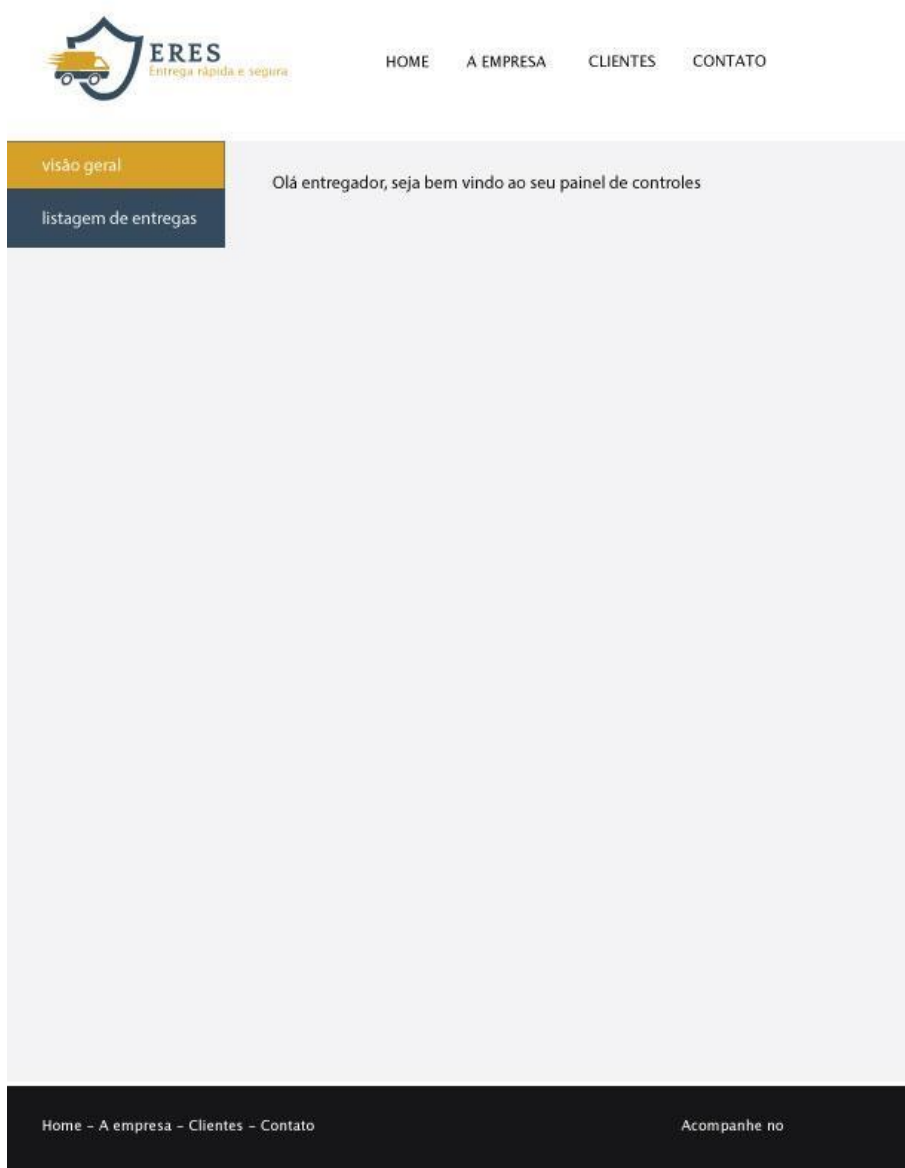 ERES
Entrega rápida e segura
HOME A EMPRESA CLIENTES CONTATO
visão geral
Olá entregador, seja bem vindo ao seu painel de controles
listagem de entregas
Home – A empresa – Clientes – Contato
Acompanhe no